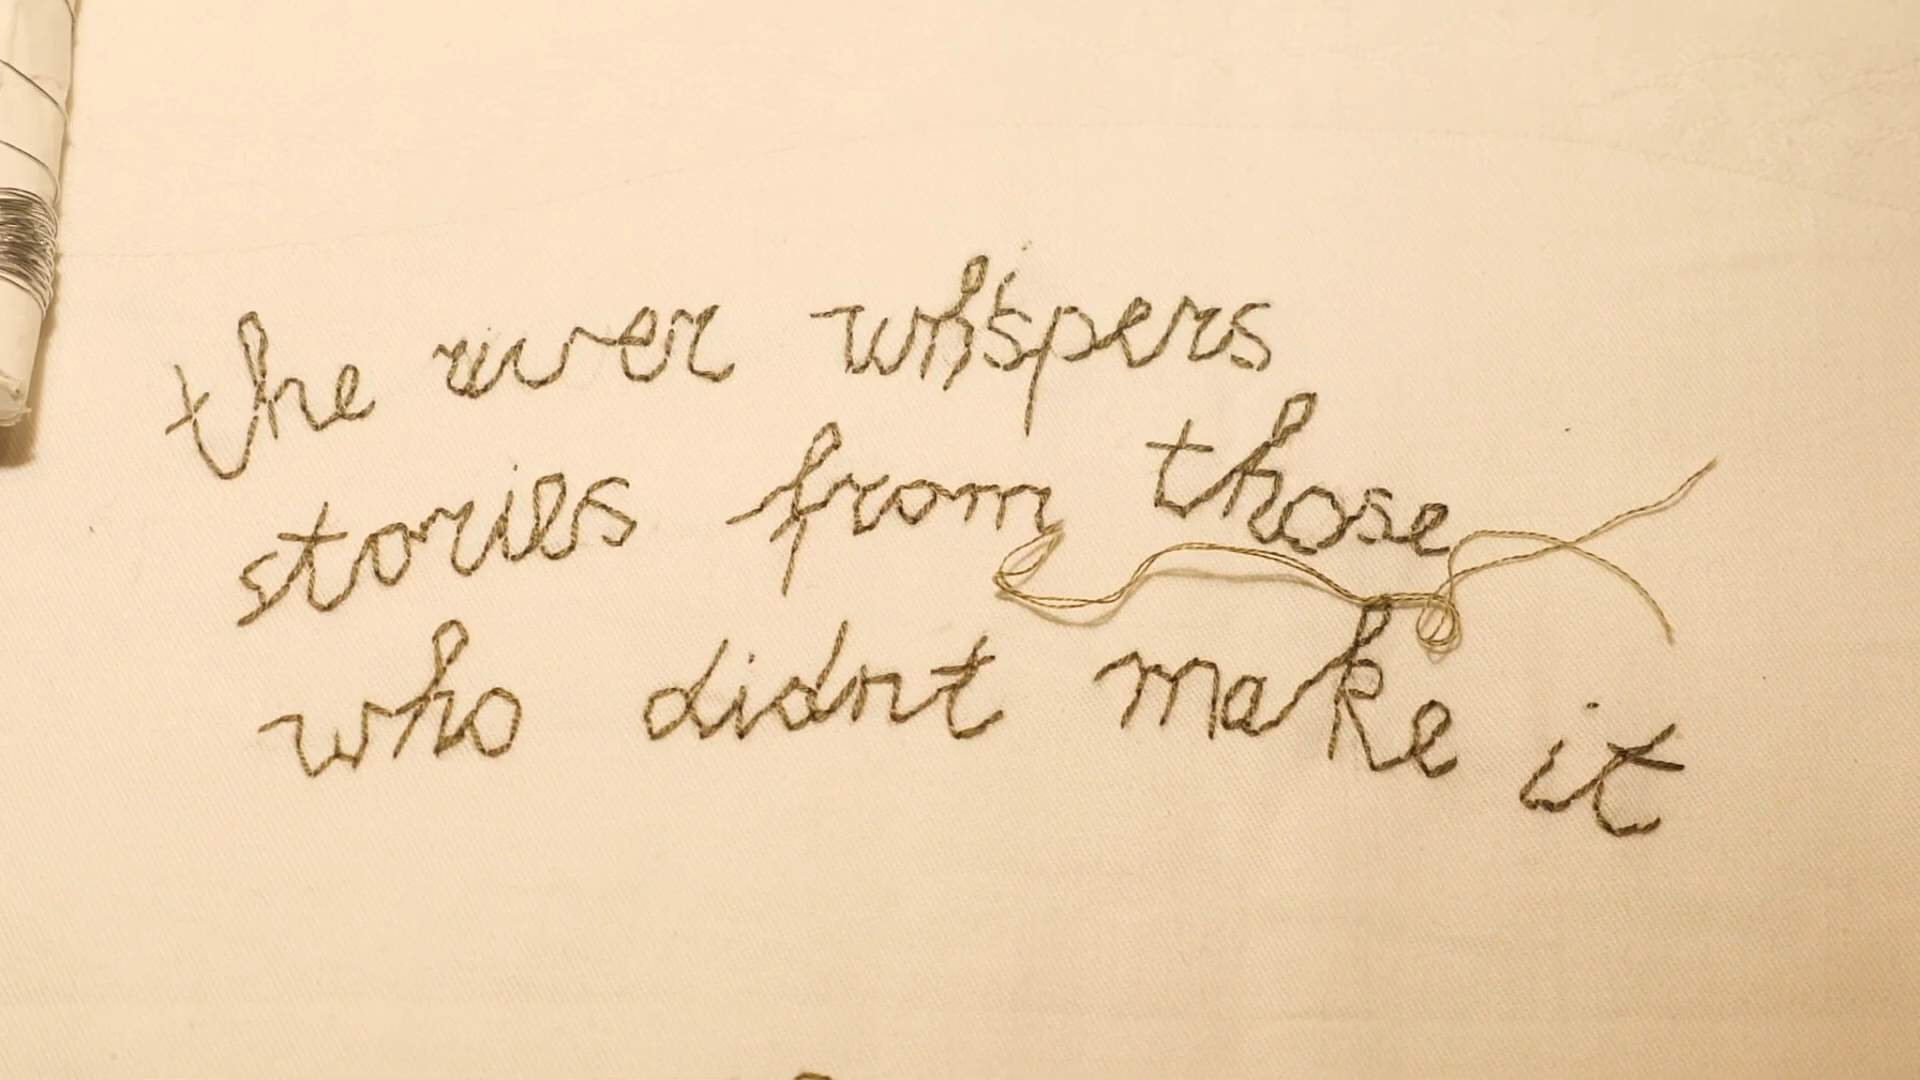 the river whispers
stories from those
who didnt make it